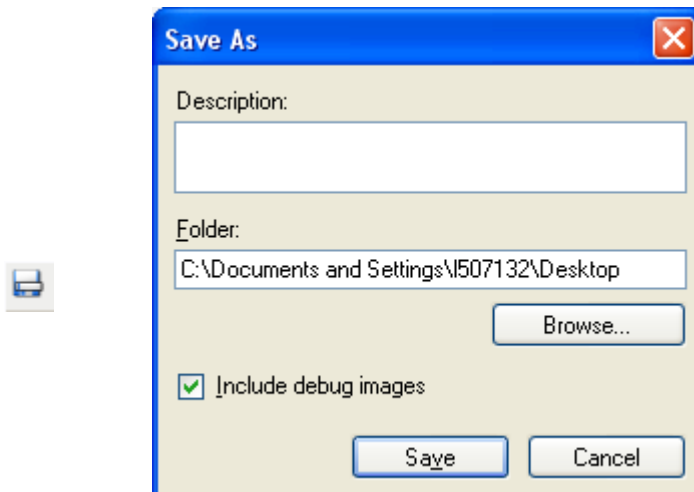 Save As
Description:
Folder:
C:\Documents and Settings\I507132\Desktop
Browse...
Include debug images
Save
Cancel